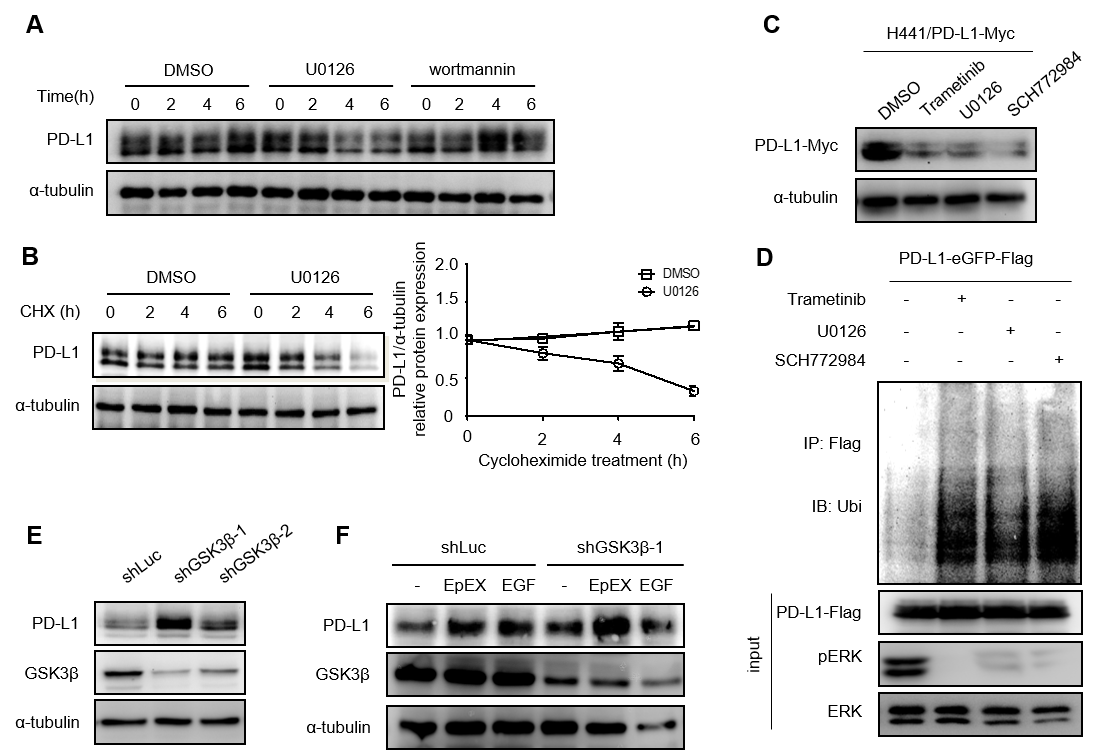 A
DMSO U0126 wortmannin
Time(h) 0 2 4 6 0 2 4 6 0 2 4 6
PD-L1
α-tubulin
B
DMSO U0126
CHX (h) 0 2 4 6 0 2 4 6
PD-L1
α-tubulin
PD-L1/α-tubulin
relative protein expression
2.0
1.5
1.0
0.5
0
DMSO
U0126
0 2 4 6
Cycloheximide treatment (h)
C
H441/PD-L1-Myc
DMSO Trametinib U0126 SCH772984
PD-L1-Myc
α-tubulin
D
PD-L1-eGFP-Flag
Trametinib - + - -
U0126 - - + -
SCH772984 - - - +
IP: Flag
IB: Ubi
input
PD-L1-Flag
pERK
ERK
E
shLuc shGSK3β-1 shGSK3β-2
PD-L1
GSK3β
α-tubulin
F
shLuc shGSK3β-1
- EpEX EGF - EpEX EGF
PD-L1
GSK3β
α-tubulin